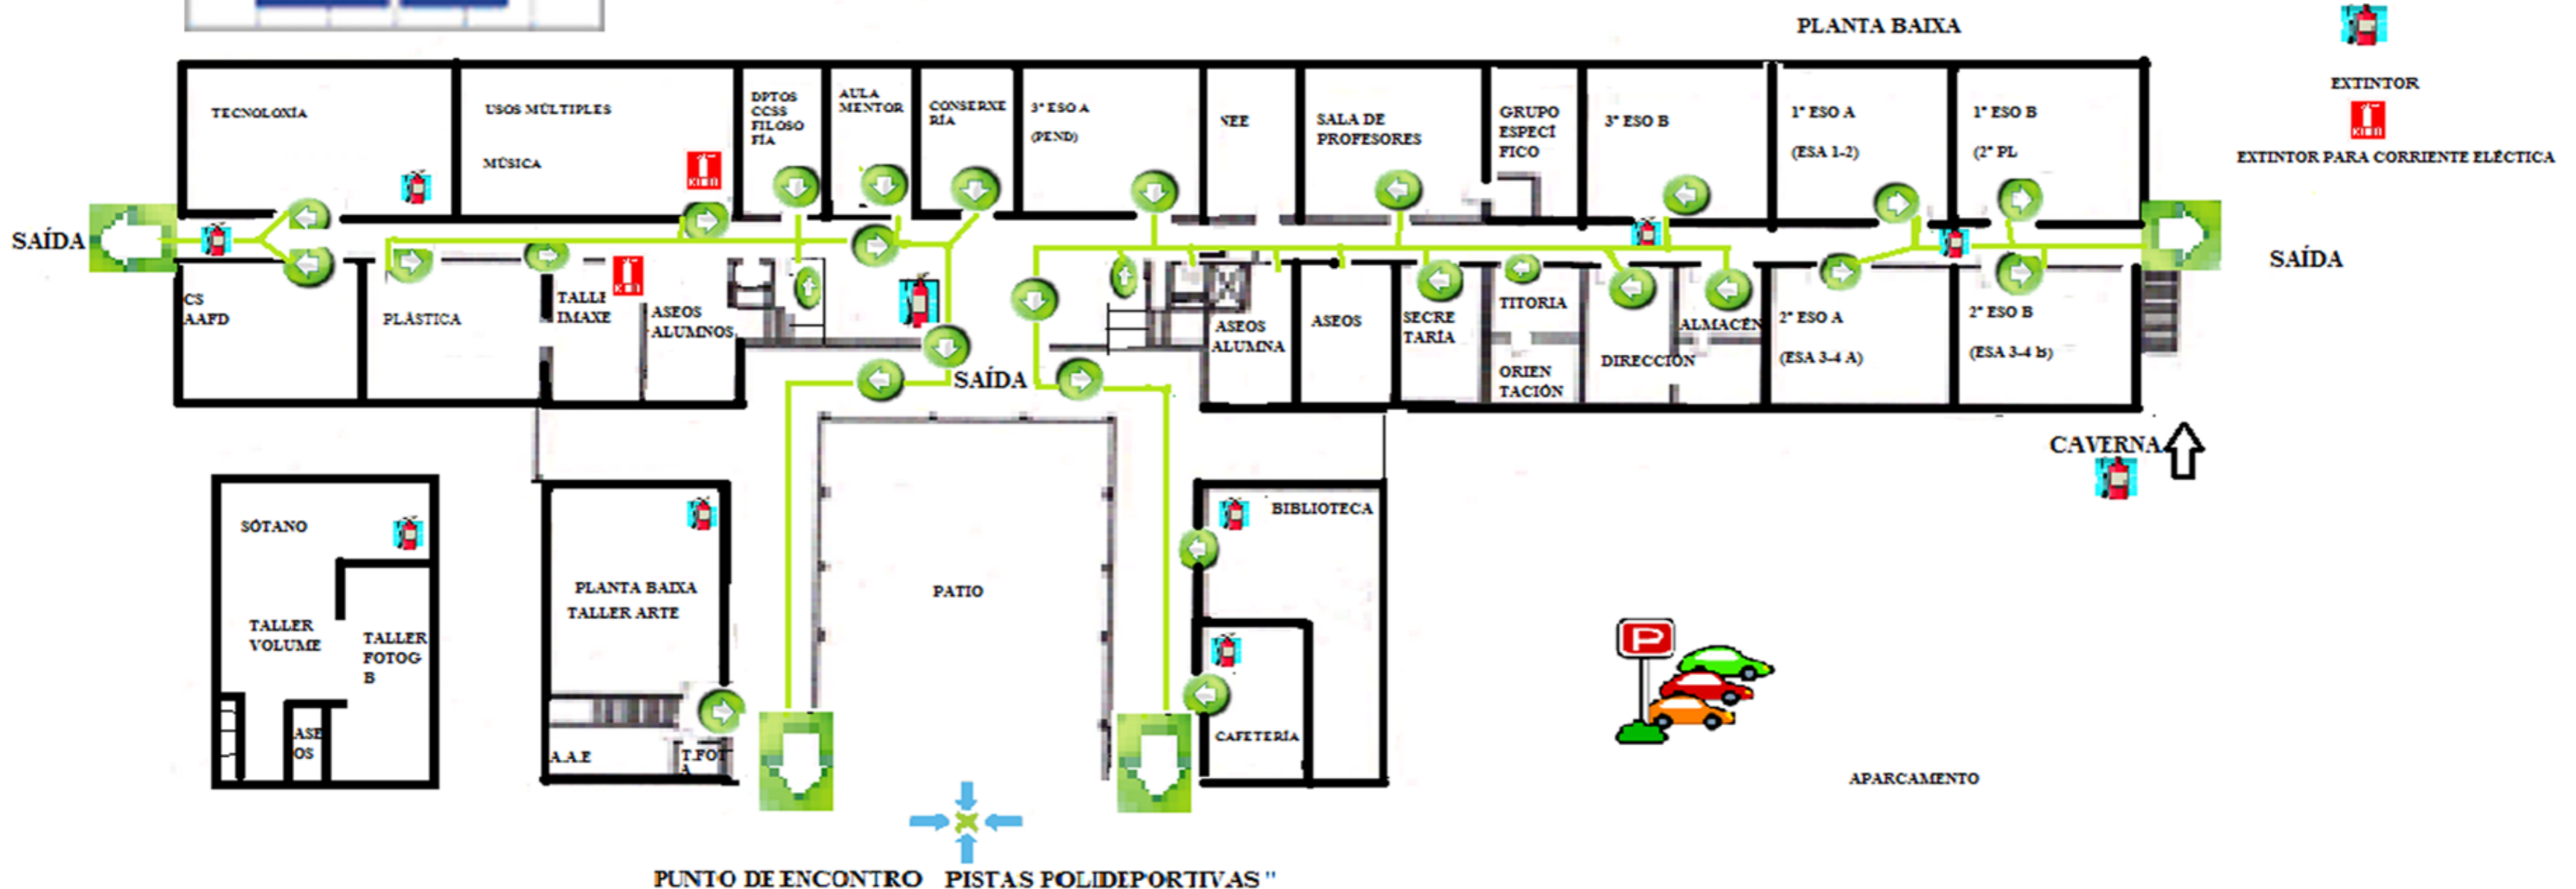 PLANTA BAIXA
EXTINTOR
EXTINTOR PARA CORRIENTE ELÉCTICA
TECNOLOXÍA
USOS MÚLTIPLES
MÚSICA
DPTOS
CCSS
FILOSO
FÍA
AULA
MENTOR
CONSERXE
RÍA
3º ESO A
(PEND)
NEE
SALA DE
PROFESORES
GRUPO
ESPECÍ
FICO
3º ESO B
1º ESO A
(ESA 1-2)
1º ESO B
(2º PL
SAÍDA
SAÍDA
CS
AAFD
PLÁSTICA
TALLE
IMAXE
ASEOS
ALUMNOS
SAÍDA
ASEOS
ALUMNA
ASEOS
SECRE
TARÍA
TITORIA
ORIEN
TACIÓN
DIRECCIÓN
ALMACÉN
2º ESO A
(ESA 3-4 A)
2º ESO B
(ESA 3-4 B)
CAVERNA
SÓTANO
TALLER
VOLUME
TALLER
FOTOG
B
ASE
OS
PLANTA BAIXA
TALLER ARTE
A.A.E
T.FOT
A
PATIO
BIBLIOTECA
CAFETERÍA
P
APARCAMENTO
PUNTO DE ENCONTRO PISTAS POLIDEPORTIVAS "